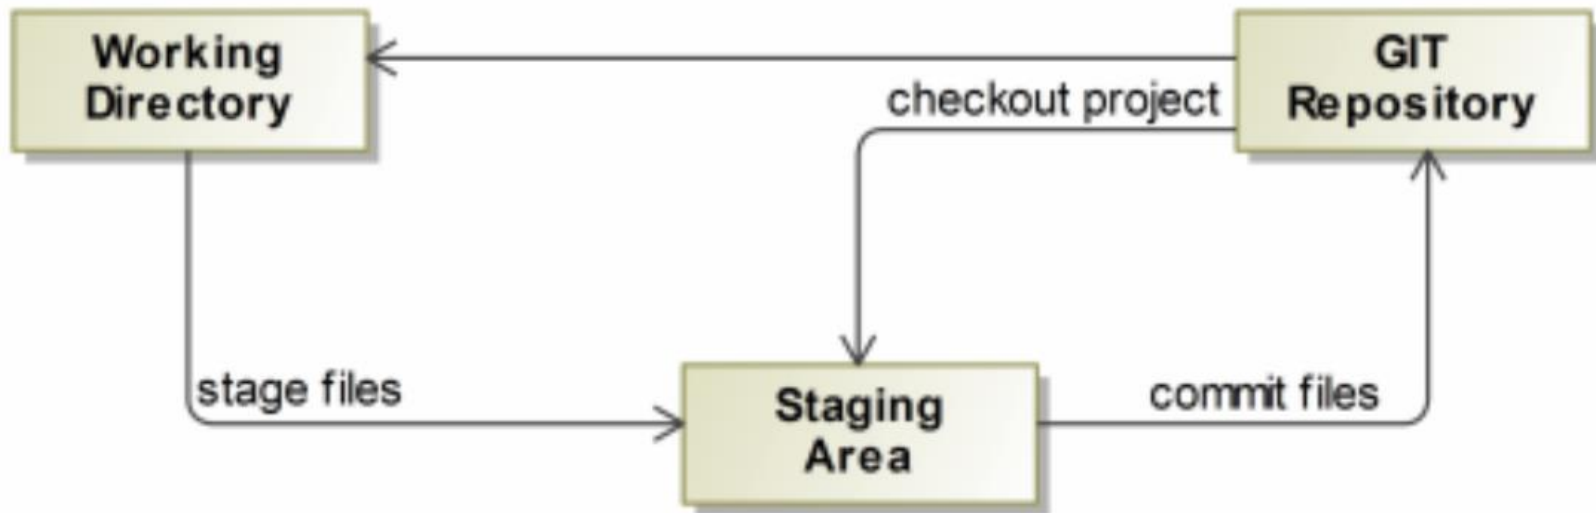 Working
Directory
GIT
Repository
checkout project
stage files
Staging
Area
commit files